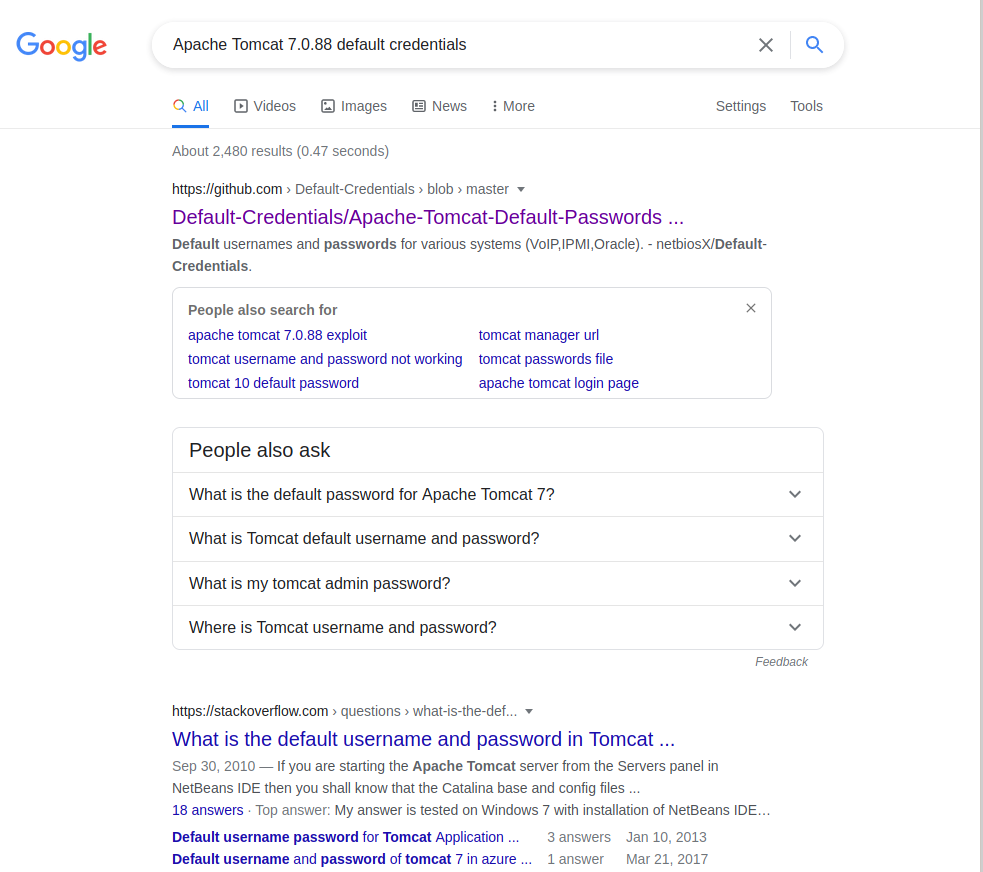 Google
Apache Tomcat 7.0.88 default credentials
All Videos Images News More Settings Tools
About 2,480 results (0.47 seconds)
https://github.com › Default-Credentials › blob › master
Default-Credentials/Apache-Tomcat-Default-Passwords ...
Default usernames and passwords for various systems (VoIP,IPMI,Oracle). - netbiosX/Default-
Credentials.
People also search for
apache tomcat 7.0.88 exploit tomcat manager url
tomcat username and password not working tomcat passwords file
tomcat 10 default password apache tomcat login page
People also ask
What is the default password for Apache Tomcat 7?
What is Tomcat default username and password?
What is my tomcat admin password?
Where is Tomcat username and password?
Feedback
https://stackoverflow.com › questions › what-is-the-def...
What is the default username and password in Tomcat ...
Sep 30, 2010 — If you are starting the Apache Tomcat server from the Servers panel in
NetBeans IDE then you shall know that the Catalina base and config files ...
18 answers · Top answer: My answer is tested on Windows 7 with installation of NetBeans IDE…
Default username password for Tomcat Application ... 3 answers Jan 10, 2013
Default username and password of tomcat 7 in azure ... 1 answer Mar 21, 2017